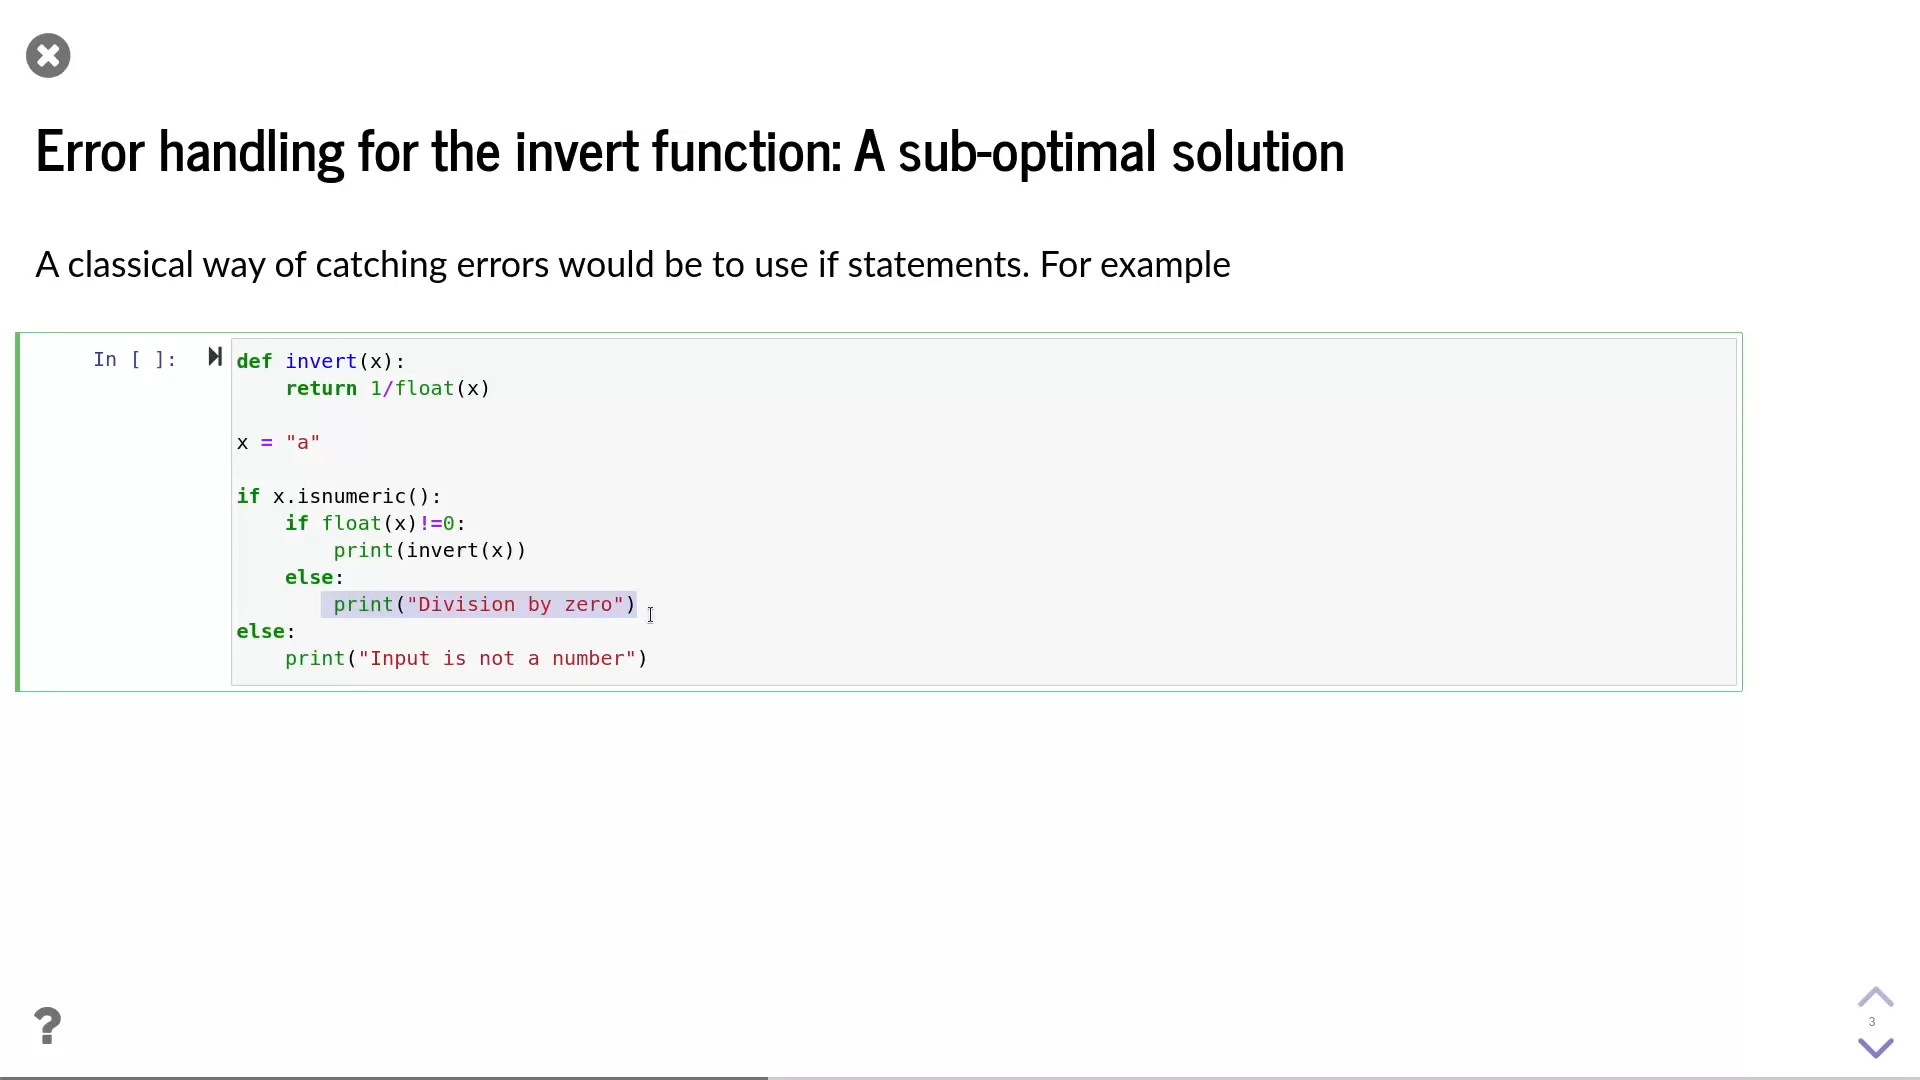 Error handling for the invert function: A sub-optimal solution
A classical way of catching errors would be to use if statements. For example
In [ ]:
def invert(x):
    return 1/float(x)
x = "a"
if x.isnumeric():
    if float(x)!=0:
        print(invert(x))
    else:
        print("Division by zero")
else:
    print("Input is not a number")
?
3